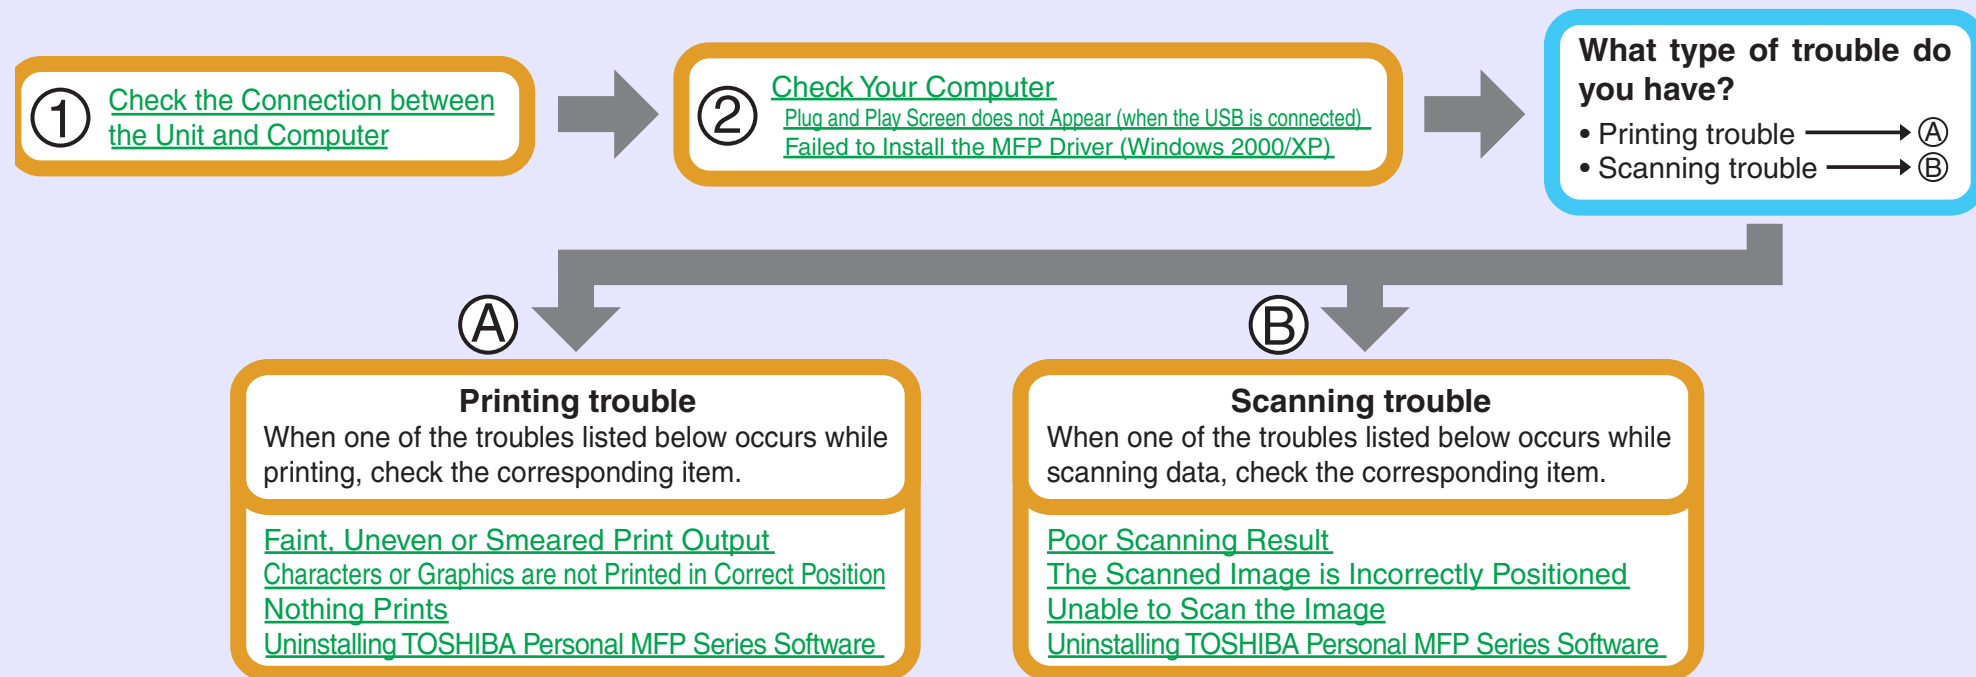 ① Check the Connection between
the Unit and Computer
② Check Your Computer
Plug and Play Screen does not Appear (when the USB is connected)
Failed to Install the MFP Driver (Windows 2000/XP)
What type of trouble do
you have?
• Printing trouble Ⓐ
• Scanning trouble Ⓑ
Ⓐ
Printing trouble
When one of the troubles listed below occurs while
printing, check the corresponding item.
Faint, Uneven or Smeared Print Output
Characters or Graphics are not Printed in Correct Position
Nothing Prints
Uninstalling TOSHIBA Personal MFP Series Software
Ⓑ
Scanning trouble
When one of the troubles listed below occurs while
scanning data, check the corresponding item.
Poor Scanning Result
The Scanned Image is Incorrectly Positioned
Unable to Scan the Image
Uninstalling TOSHIBA Personal MFP Series Software